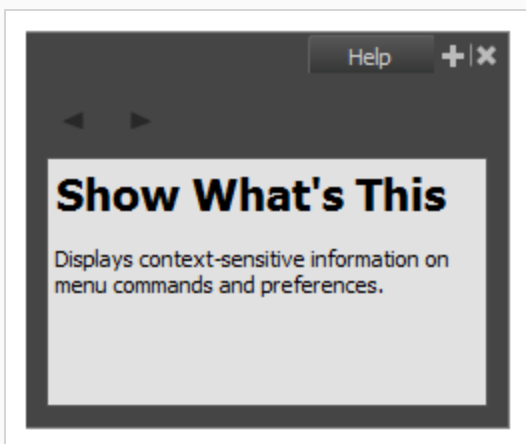 Help
Show What's This
Displays context-sensitive information on
menu commands and preferences.